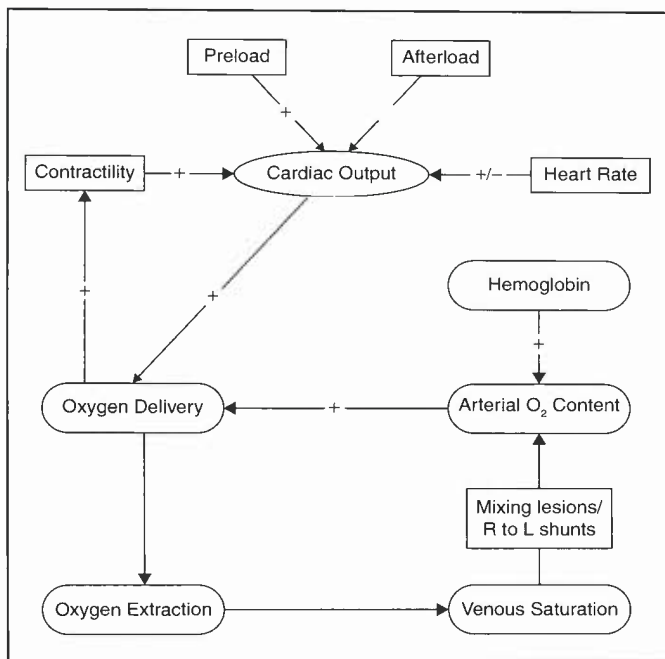 Preload
Afterload
+
Contractility
+
Cardiac Output
+/−
Heart Rate
+
+
Hemoglobin
+
Oxygen Delivery
+
Arterial O₂ Content
Mixing lesions/
R to L shunts
Oxygen Extraction
Venous Saturation